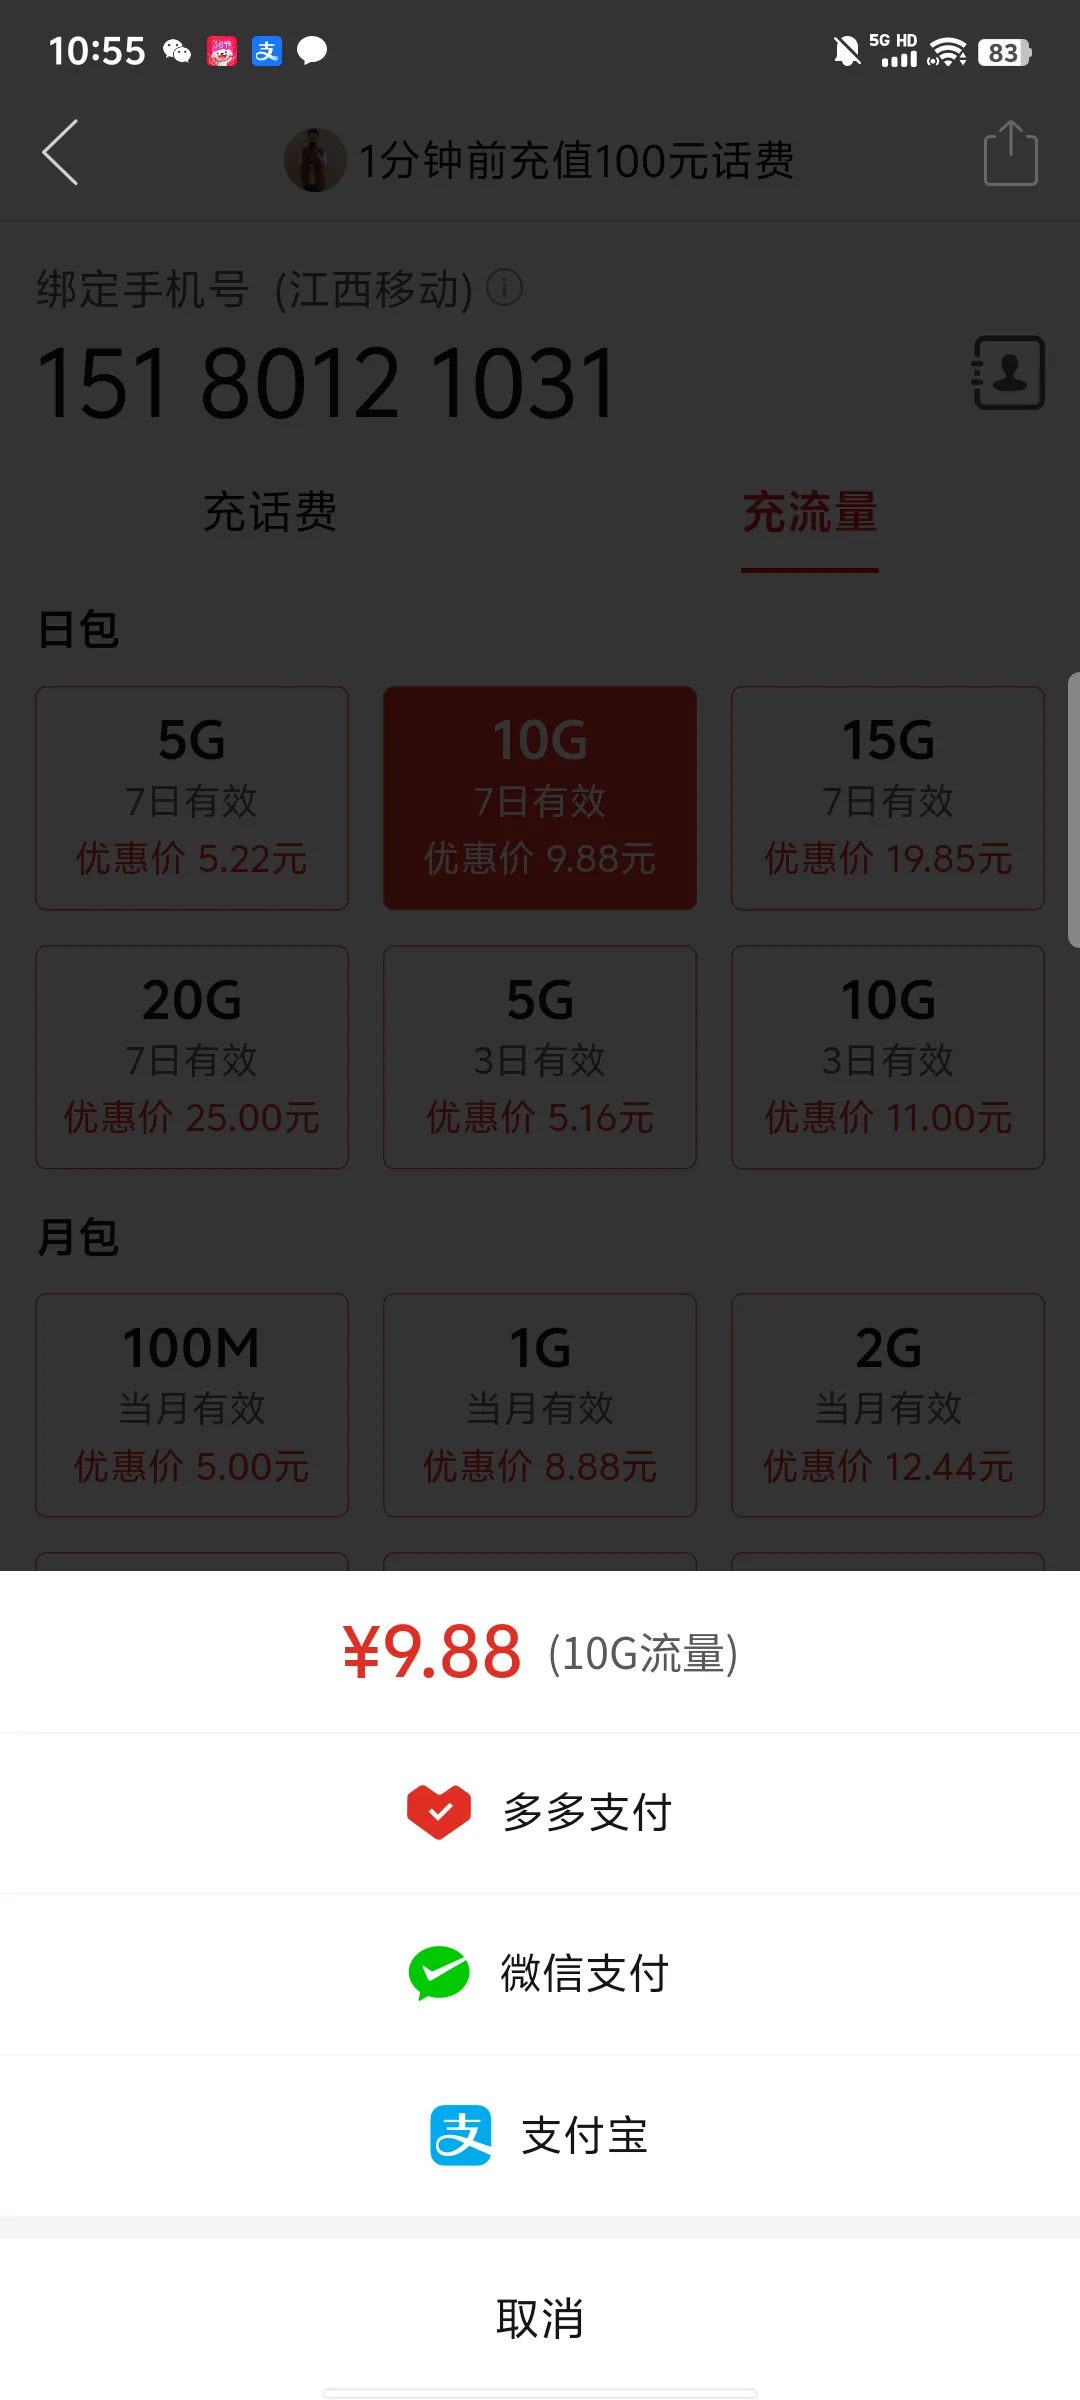 10:55
5G HD
83
1分钟前充值100元话费
绑定手机号 (江西移动)
151 8012 1031
充话费 充流量
日包
5G 10G 15G
7日有效 7日有效 7日有效
优惠价 5.22元 优惠价 9.88元 优惠价 19.85元
20G 5G 10G
7日有效 3日有效 3日有效
优惠价 25.00元 优惠价 5.16元 优惠价 11.00元
月包
100M 1G 2G
当月有效 当月有效 当月有效
优惠价 5.00元 优惠价 8.88元 优惠价 12.44元
¥9.88 (10G流量)
多多支付
微信支付
支 支付宝
取消